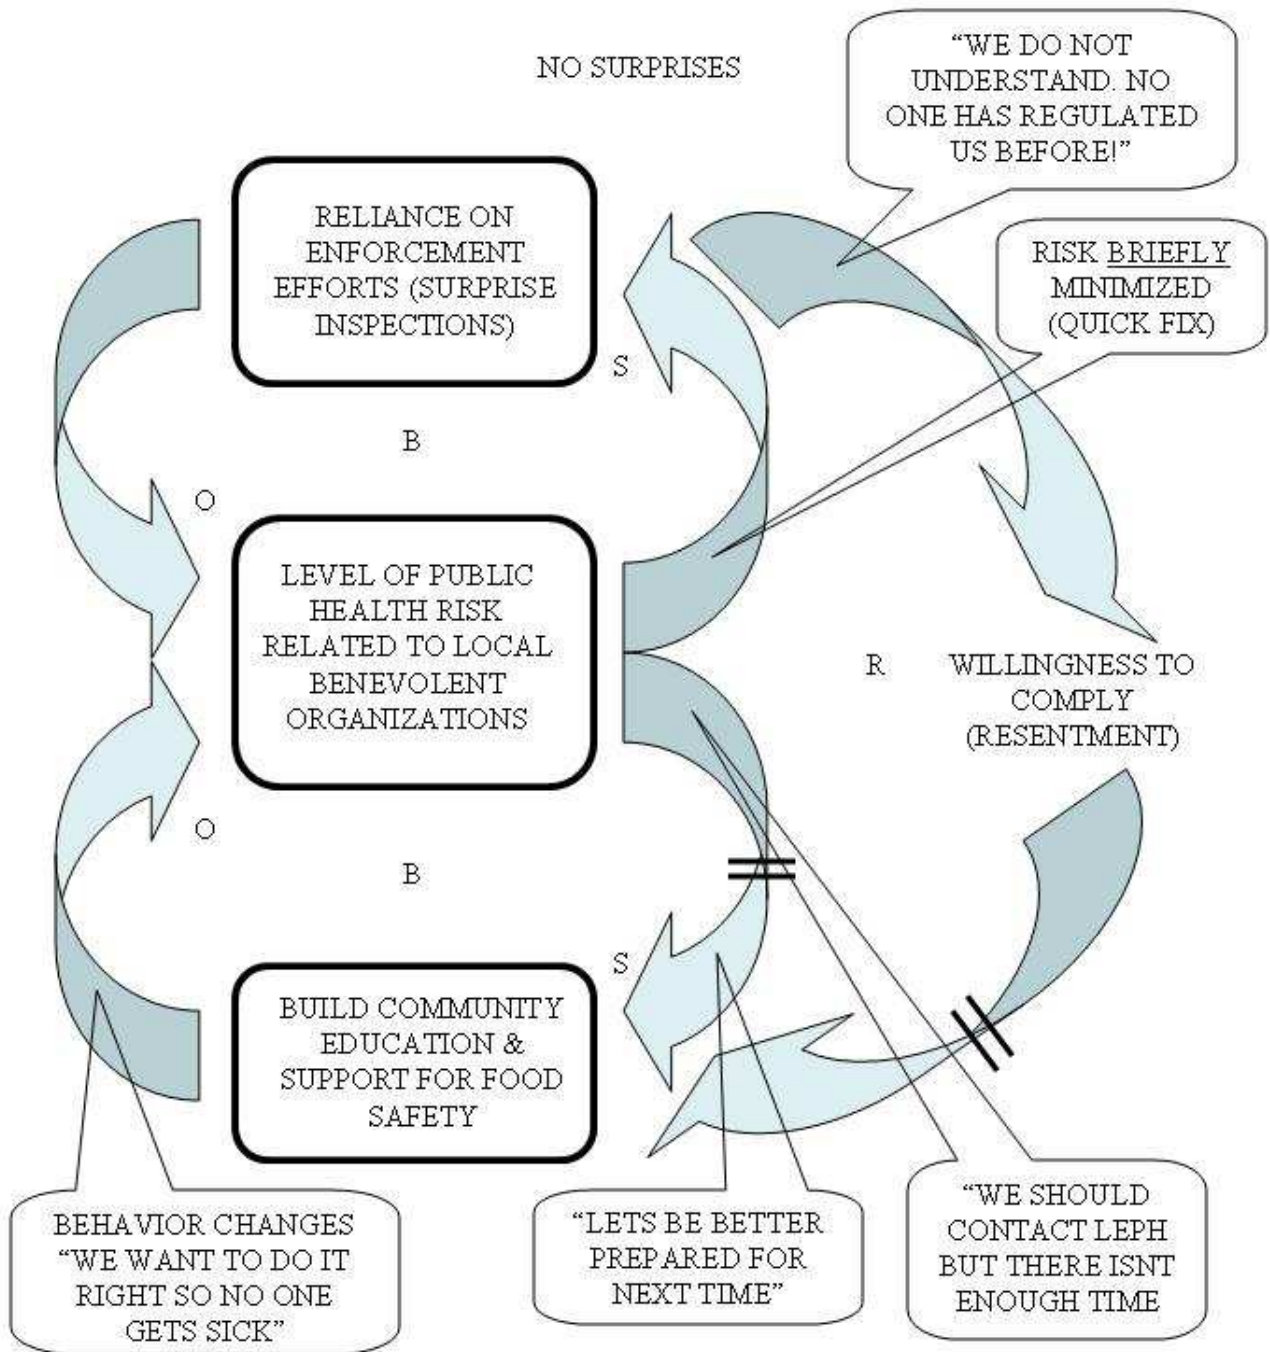 NO SURPRISES
“WE DO NOT
UNDERSTAND. NO
ONE HAS REGULATED
US BEFORE!”
RELIANCE ON
ENFORCEMENT
EFFORTS (SURPRISE
INSPECTIONS)
RISK BRIEFLY
MINIMIZED
(QUICK FIX)
S
B
O
LEVEL OF PUBLIC
HEALTH RISK
RELATED TO LOCAL
BENEVOLENT
ORGANIZATIONS
R
WILLINGNESS TO
COMPLY
(RESENTMENT)
O
B
S
BUILD COMMUNITY
EDUCATION &
SUPPORT FOR FOOD
SAFETY
BEHAVIOR CHANGES
“WE WANT TO DO IT
RIGHT SO NO ONE
GETS SICK”
“LETS BE BETTER
PREPARED FOR
NEXT TIME”
“WE SHOULD
CONTACT LEPH
BUT THERE ISNT
ENOUGH TIME